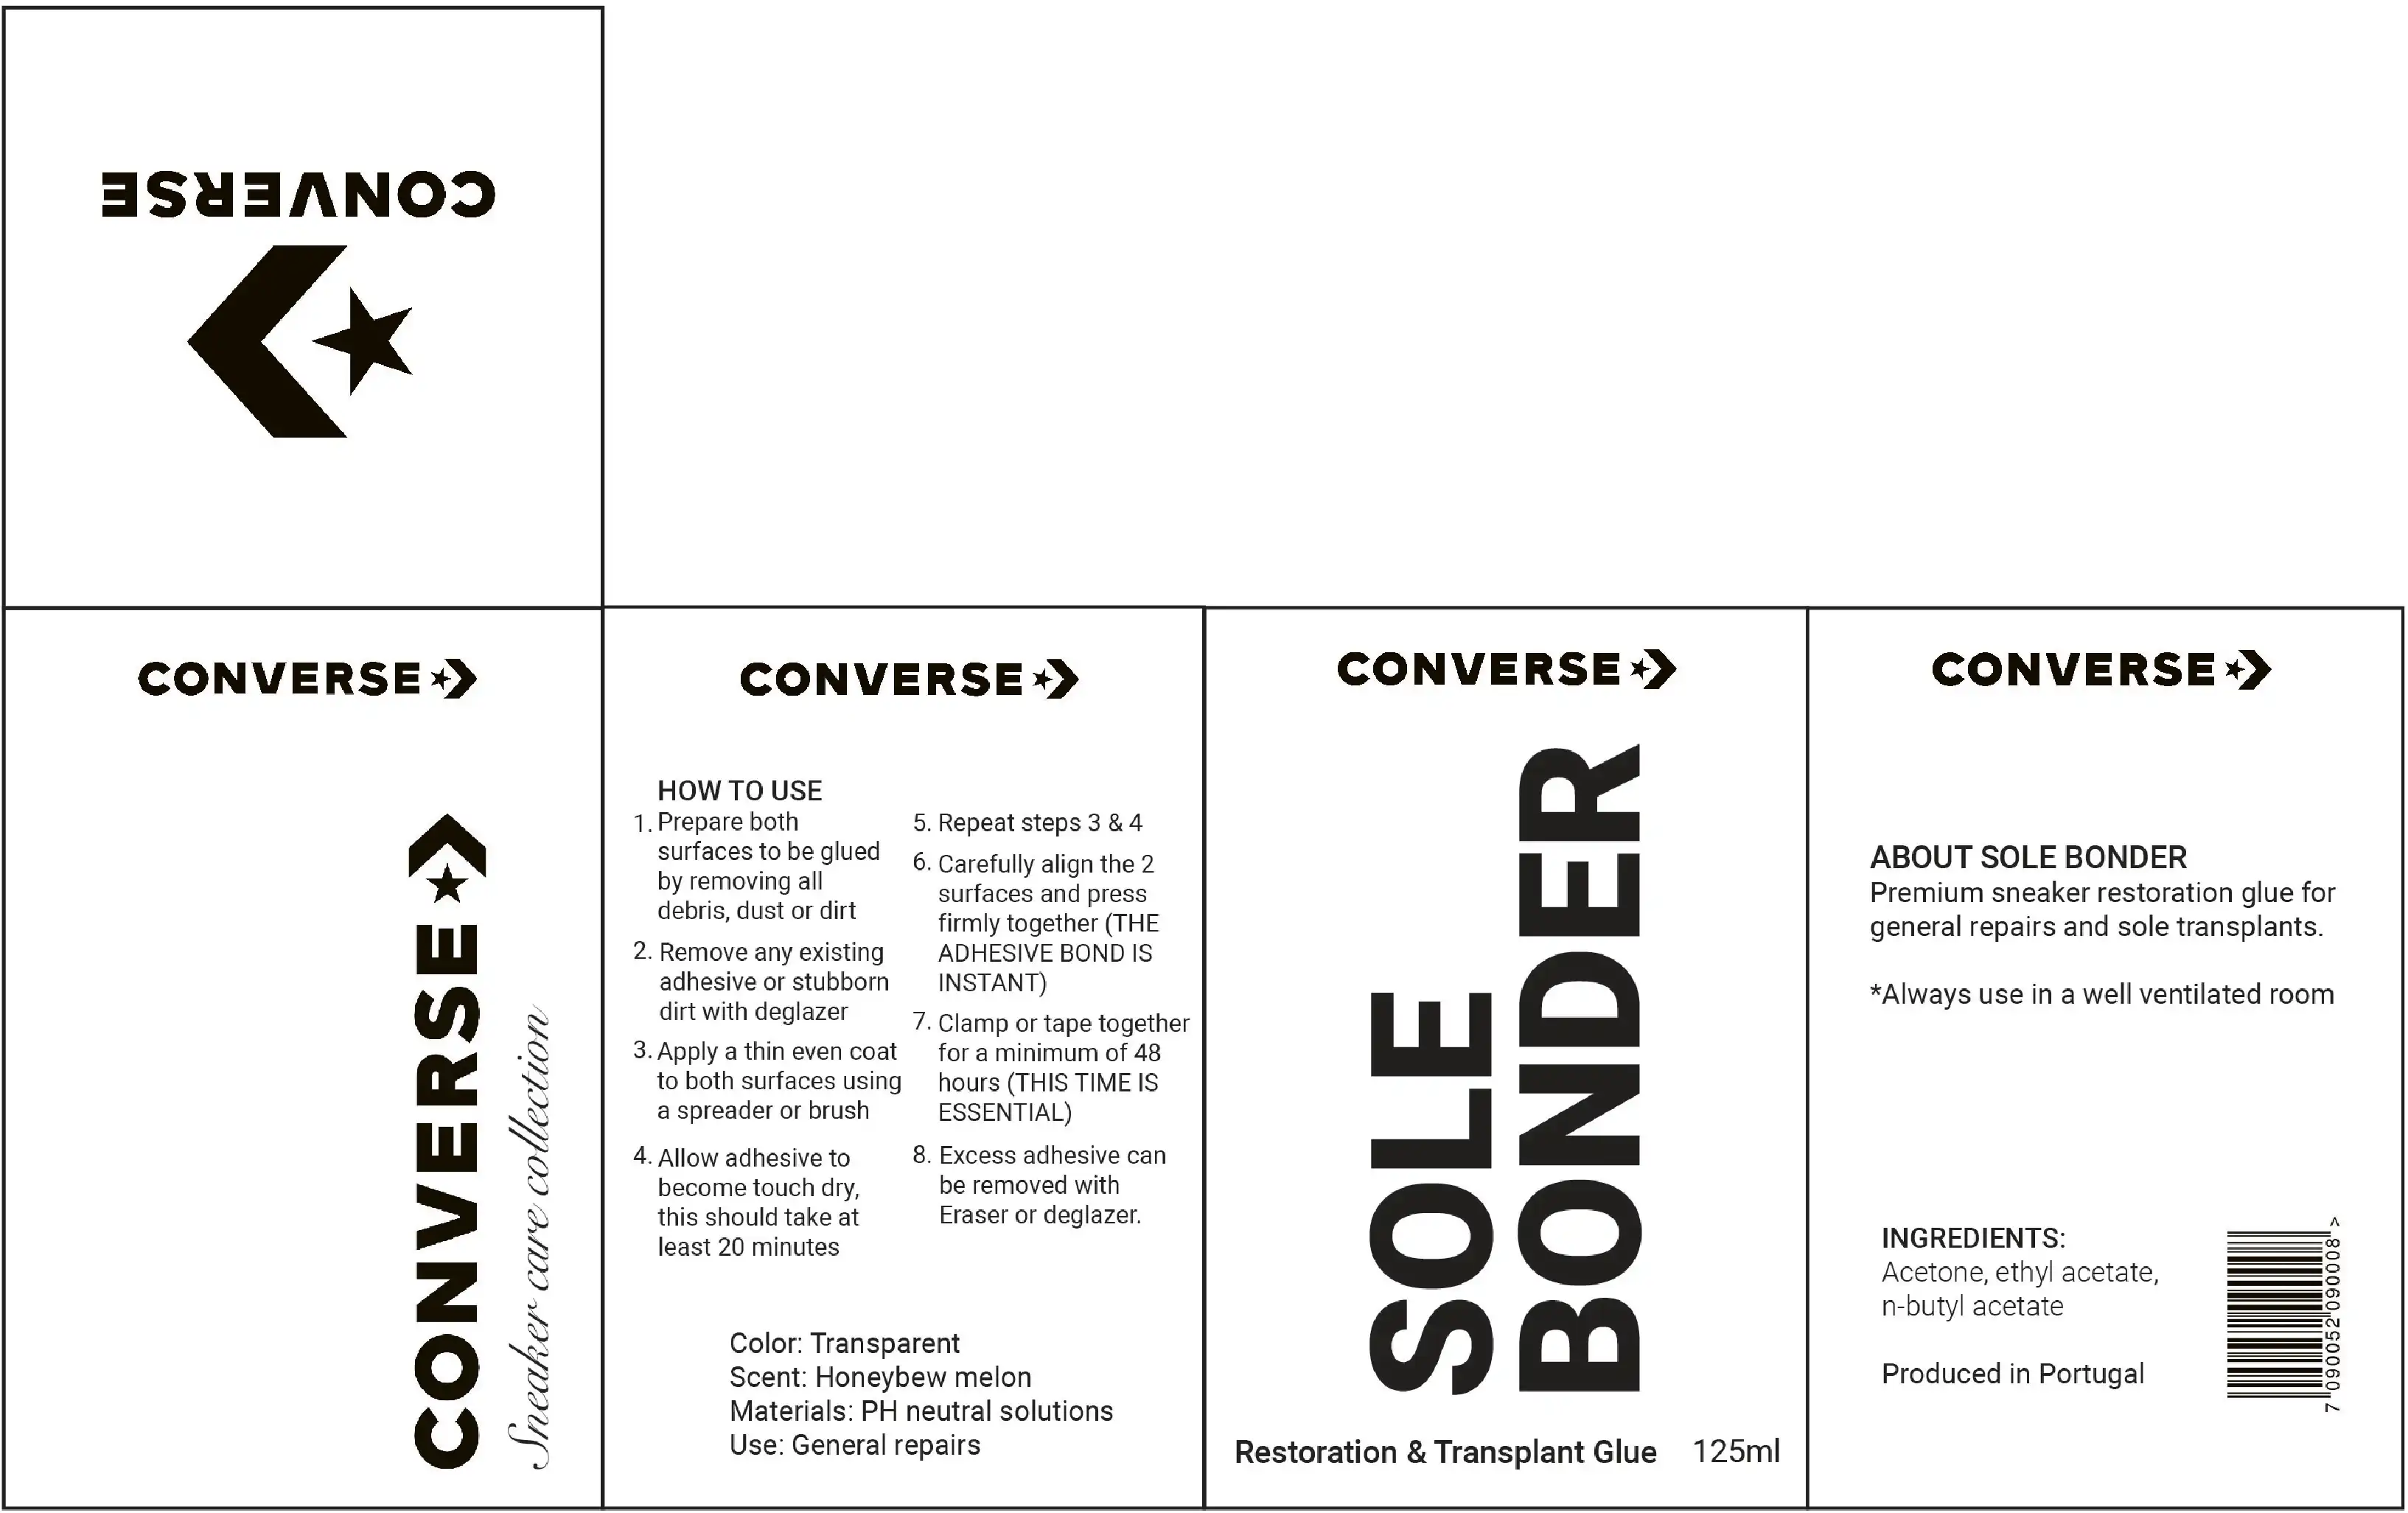 CONVERSE
CONVERSE
CONVERSE
Sneaker care collection
CONVERSE
HOW TO USE
1. Prepare both
surfaces to be glued
by removing all
debris, dust or dirt
2. Remove any existing
adhesive or stubborn
dirt with deglazer
3. Apply a thin even coat
to both surfaces using
a spreader or brush
4. Allow adhesive to
become touch dry,
this should take at
least 20 minutes
5. Repeat steps 3 & 4
6. Carefully align the 2
surfaces and press
firmly together (THE
ADHESIVE BOND IS
INSTANT)
7. Clamp or tape together
for a minimum of 48
hours (THIS TIME IS
ESSENTIAL)
8. Excess adhesive can
be removed with
Eraser or deglazer.
Color: Transparent
Scent: Honeybew melon
Materials: PH neutral solutions
Use: General repairs
CONVERSE
SOLE
BONDER
Restoration & Transplant Glue 125ml
CONVERSE
ABOUT SOLE BONDER
Premium sneaker restoration glue for
general repairs and sole transplants.
*Always use in a well ventilated room
INGREDIENTS:
Acetone, ethyl acetate,
n-butyl acetate
Produced in Portugal
7 090052 090008 >